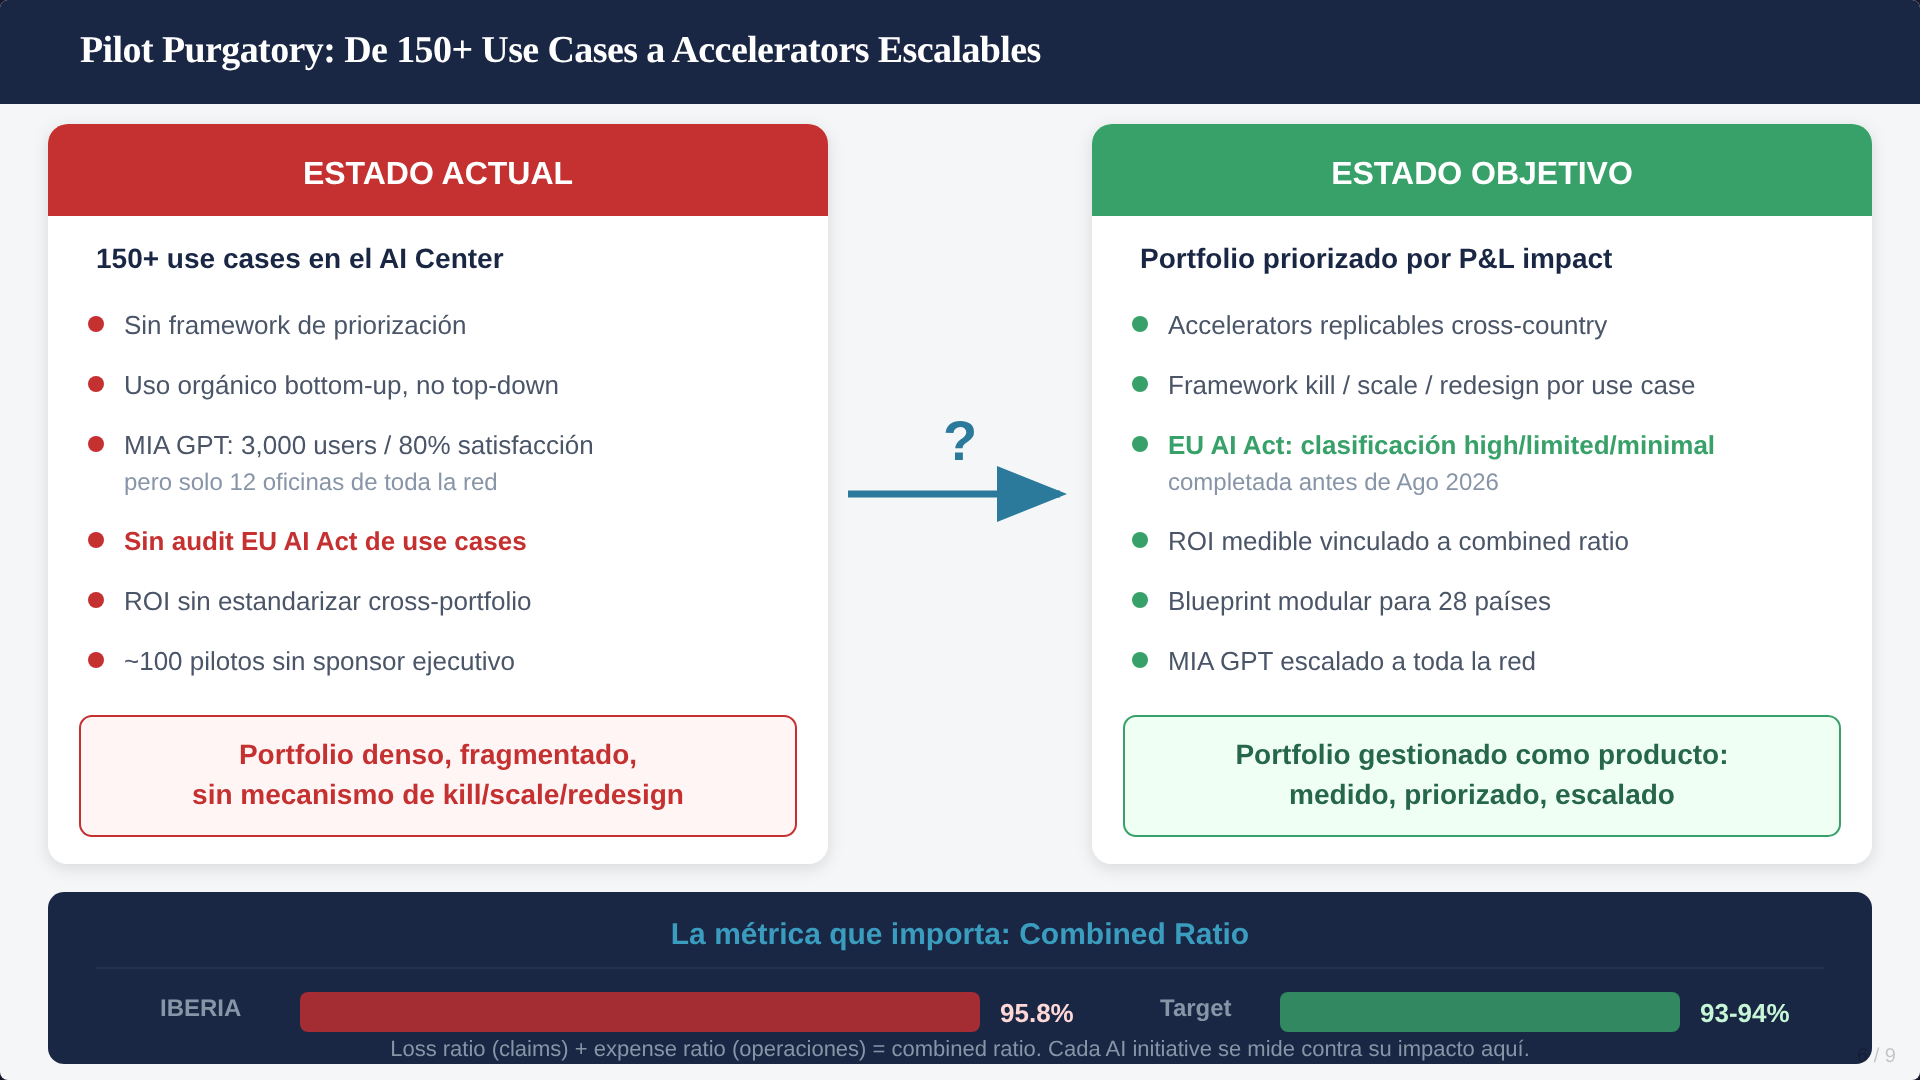 Pilot Purgatory: De 150+ Use Cases a Accelerators Escalables
ESTADO ACTUAL
150+ use cases en el AI Center
Sin framework de priorización
Uso orgánico bottom-up, no top-down
MIA GPT: 3,000 users / 80% satisfacción
pero solo 12 oficinas de toda la red
Sin audit EU AI Act de use cases
ROI sin estandarizar cross-portfolio
~100 pilotos sin sponsor ejecutivo
Portfolio denso, fragmentado,
sin mecanismo de kill/scale/redesign
?
ESTADO OBJETIVO
Portfolio priorizado por P&L impact
Accelerators replicables cross-country
Framework kill / scale / redesign por use case
EU AI Act: clasificación high/limited/minimal
completada antes de Ago 2026
ROI medible vinculado a combined ratio
Blueprint modular para 28 países
MIA GPT escalado a toda la red
Portfolio gestionado como producto:
medido, priorizado, escalado
La métrica que importa: Combined Ratio
IBERIA
95.8%
Target
93-94%
Loss ratio (claims) + expense ratio (operaciones) = combined ratio. Cada AI initiative se mide contra su impacto aquí.
/ 9